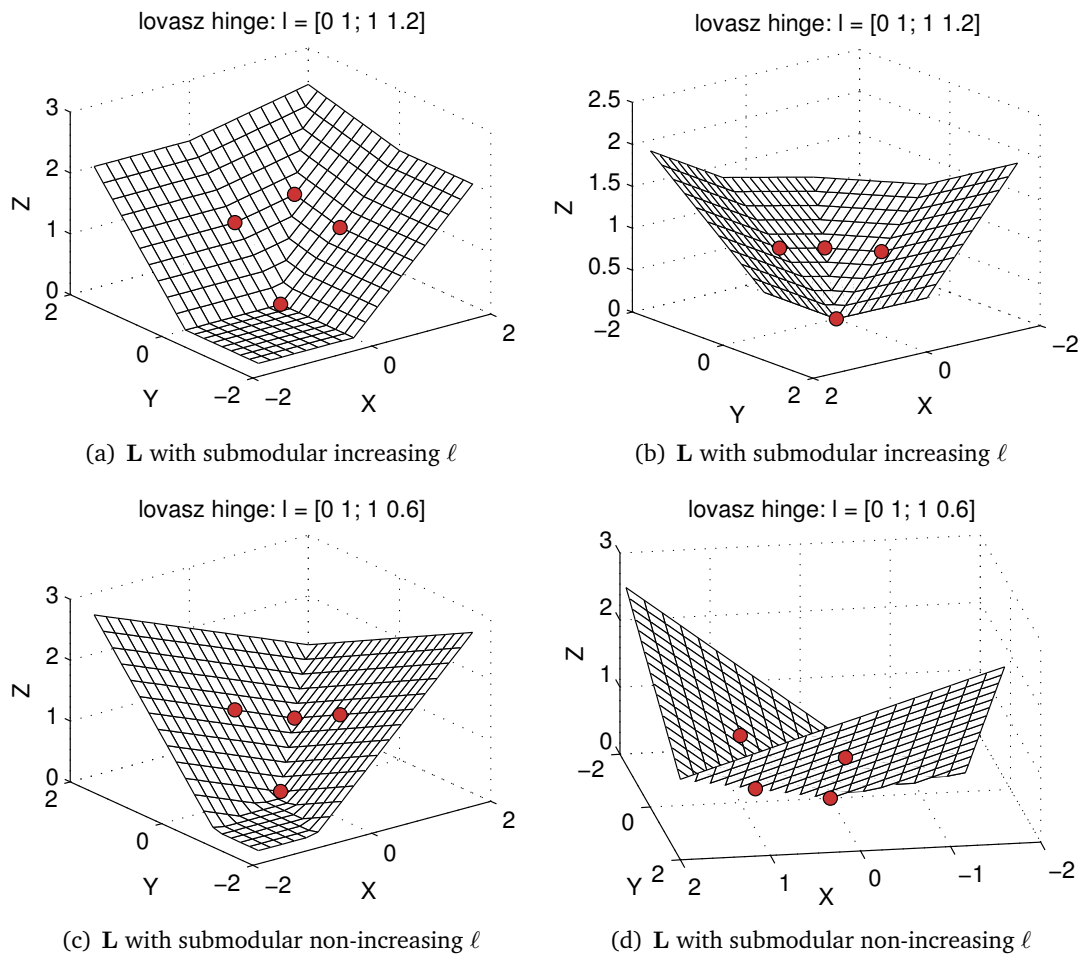 lovasz hinge: l = [0 1; 1 1.2]
3
2
1
0
Z
2
0
-2
Y
−2
0
2
X
(a) L with submodular increasing ℓ
lovasz hinge: l = [0 1; 1 1.2]
2.5
2
1.5
1
0.5
0
Z
−2
0
2
Y
2
0
−2
X
(b) L with submodular increasing ℓ
lovasz hinge: l = [0 1; 1 0.6]
3
2
1
0
Z
2
0
−2
Y
−2
0
2
X
(c) L with submodular non-increasing ℓ
lovasz hinge: l = [0 1; 1 0.6]
3
2
1
0
Z
−2
0
2
Y
2
1
0
−1
−2
X
(d) L with submodular non-increasing ℓ